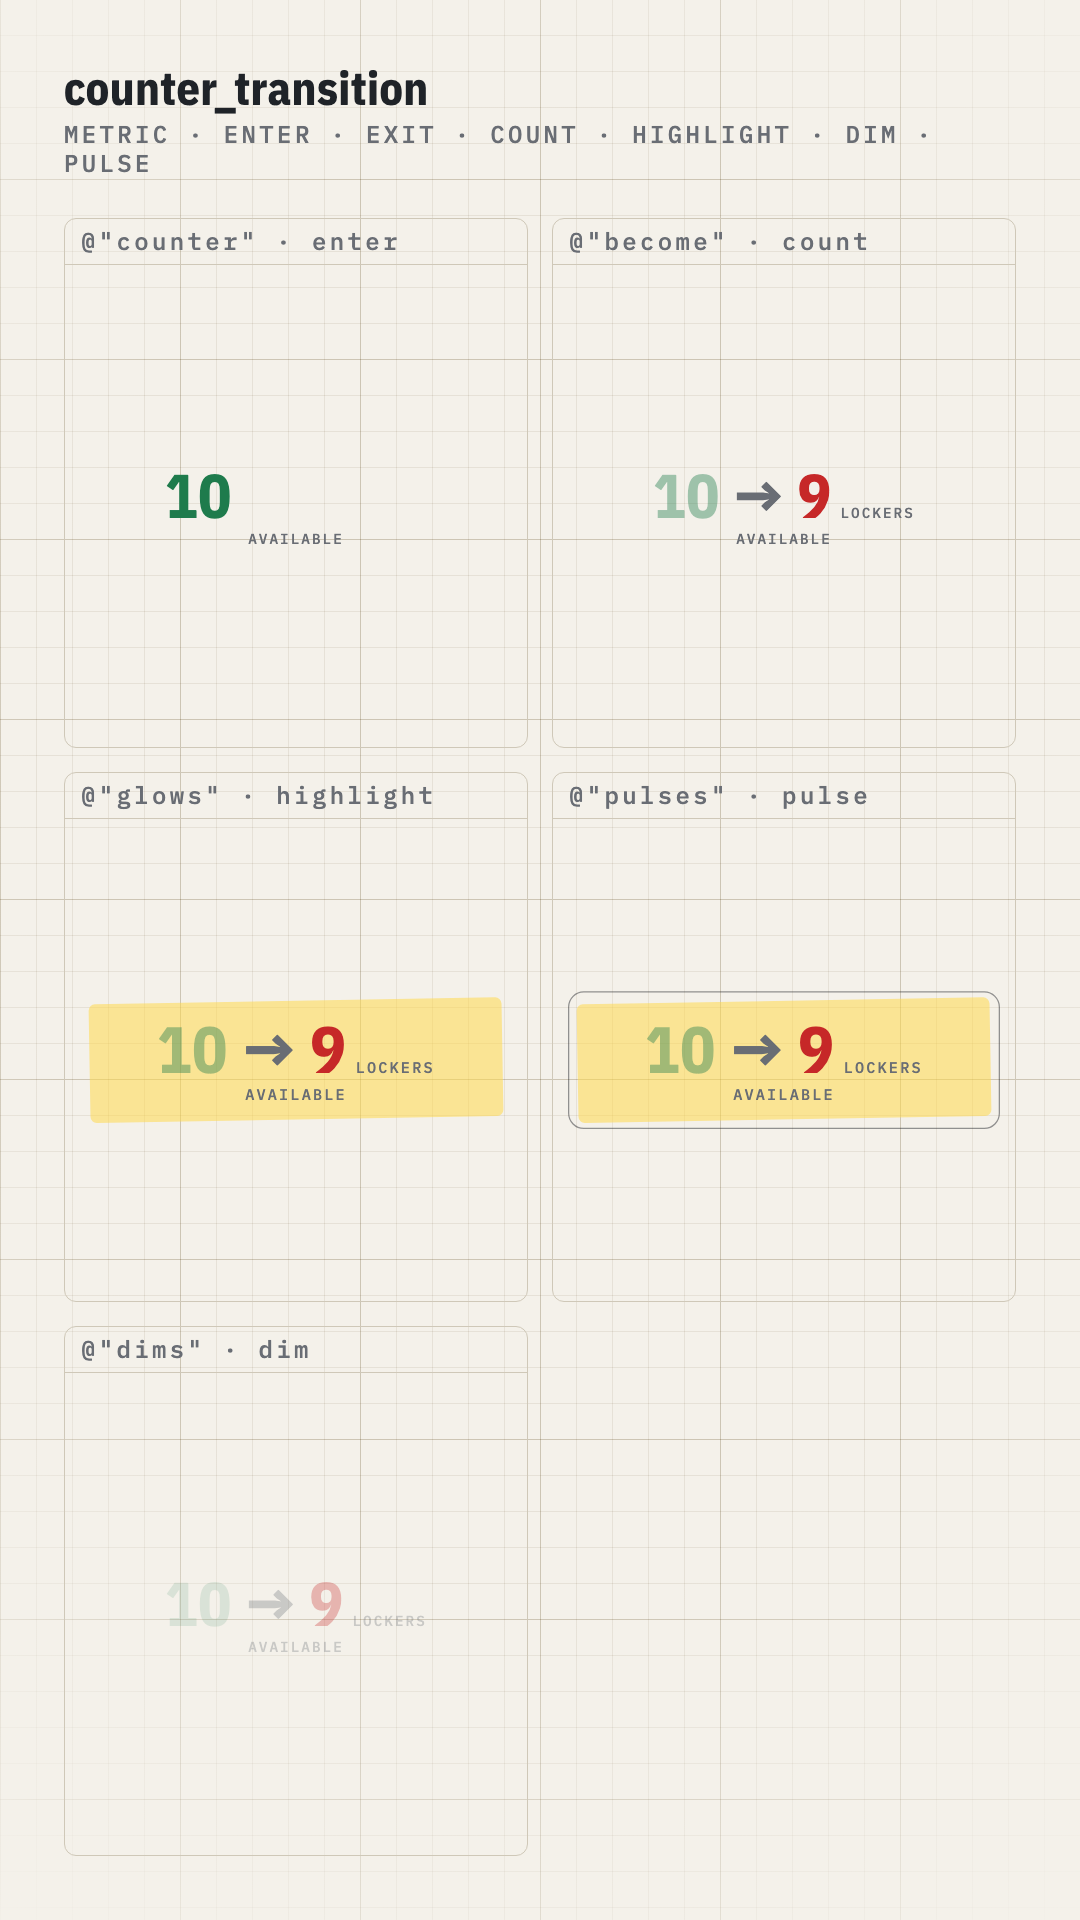 counter_transition
METRIC · ENTER · EXIT · COUNT · HIGHLIGHT · DIM ·
PULSE
@"counter" · enter
10
AVAILABLE
@"become" · count
10 → 9 LOCKERS
AVAILABLE
@"glows" · highlight
10 → 9 LOCKERS
AVAILABLE
@"pulses" · pulse
10 → 9 LOCKERS
AVAILABLE
@"dims" · dim
10 → 9 LOCKERS
AVAILABLE